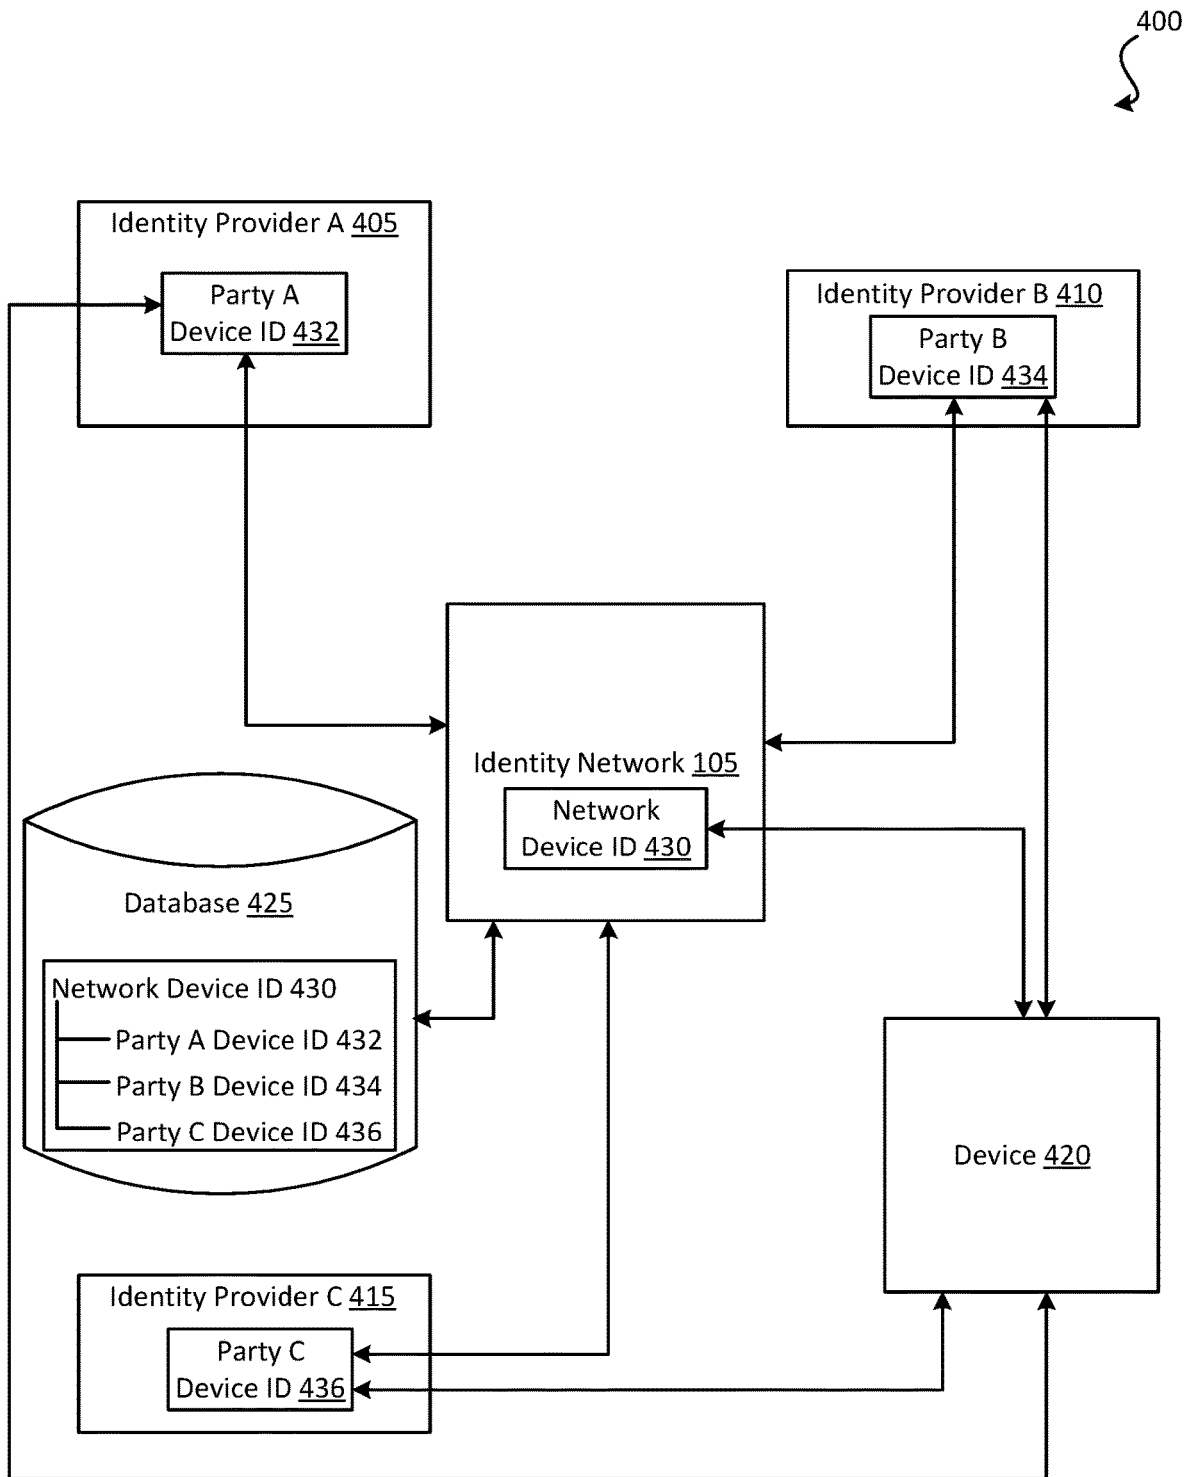 400
Identity Provider A 405
Party A
Device ID 432
Identity Provider B 410
Party B
Device ID 434
Identity Network 105
Network
Device ID 430
Database 425
Network Device ID 430
Party A Device ID 432
Party B Device ID 434
Party C Device ID 436
Device 420
Identity Provider C 415
Party C
Device ID 436